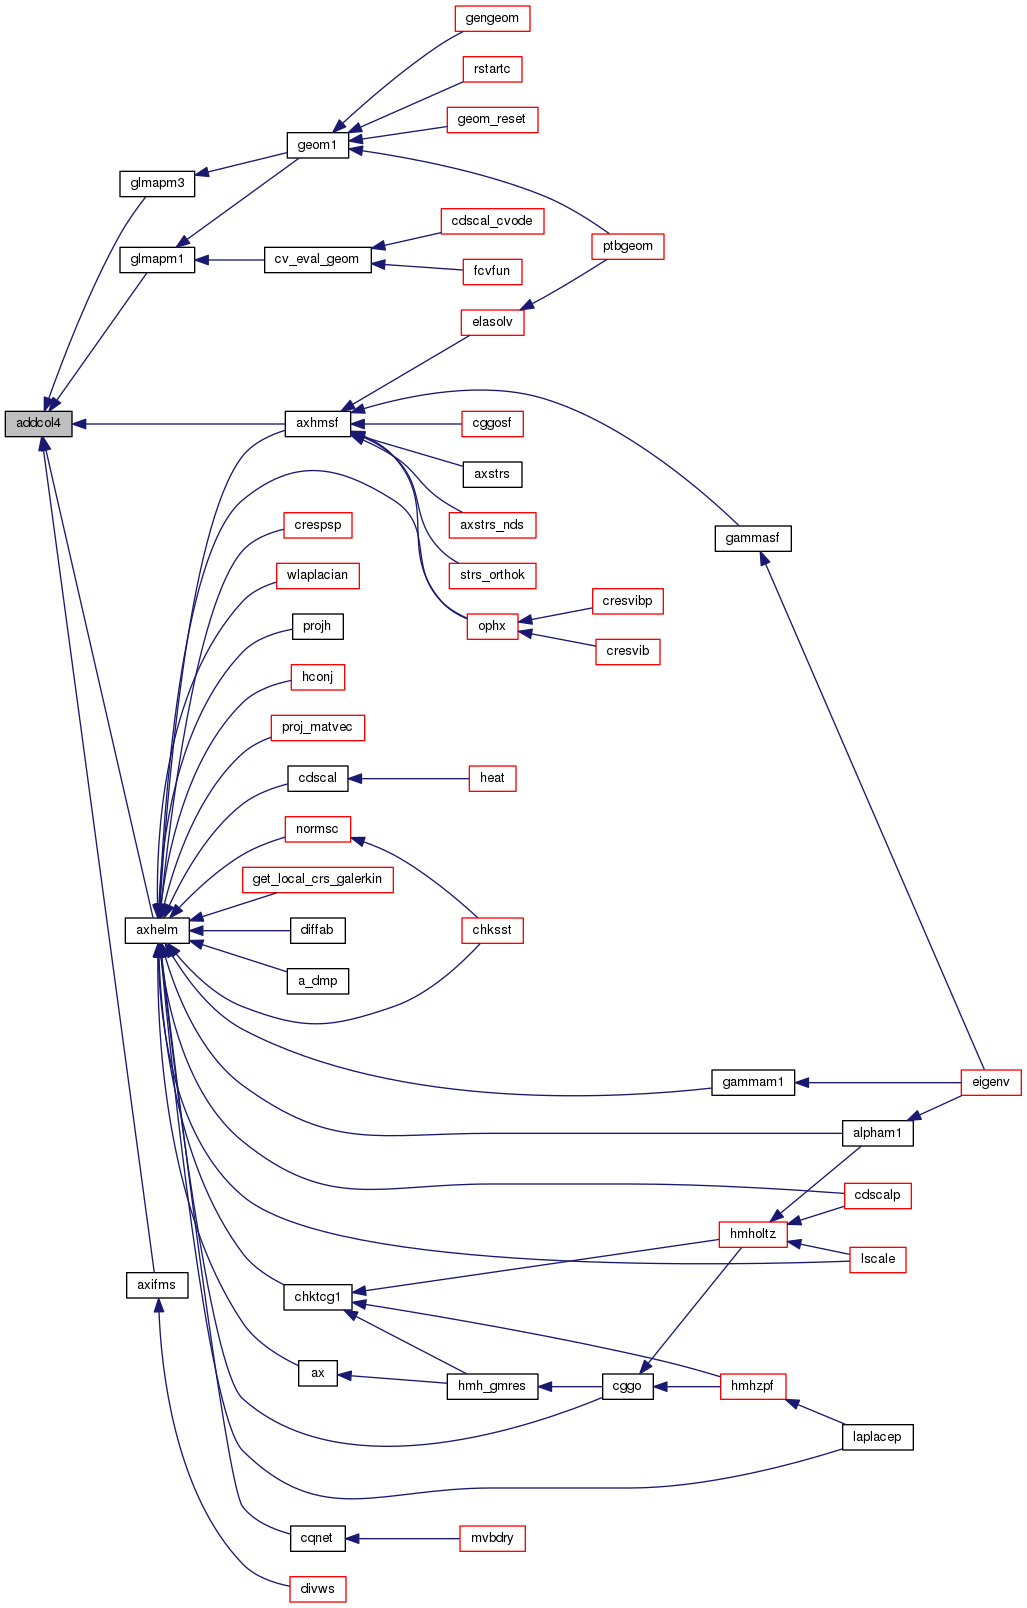 gengeom
rstartc
geom_reset
geom1
glmapm3
cdscal_cvode
ptbgeom
glmapm1
cv_eval_geom
fcvfun
elasolv
addcol4
axhmsf
cggosf
axstrs
crespsp
axstrs_nds
gammasf
wlaplacian
strs_orthok
cresvibp
projh
ophx
cresvib
hconj
proj_matvec
cdscal
heat
normsc
get_local_crs_galerkin
axhelm
diffab
chksst
a_dmp
gammam1
eigenv
alpham1
cdscalp
hmholtz
lscale
axifms
chktcg1
ax
hmh_gmres
cggo
hmhzpf
laplacep
cqnet
mvbdry
divws